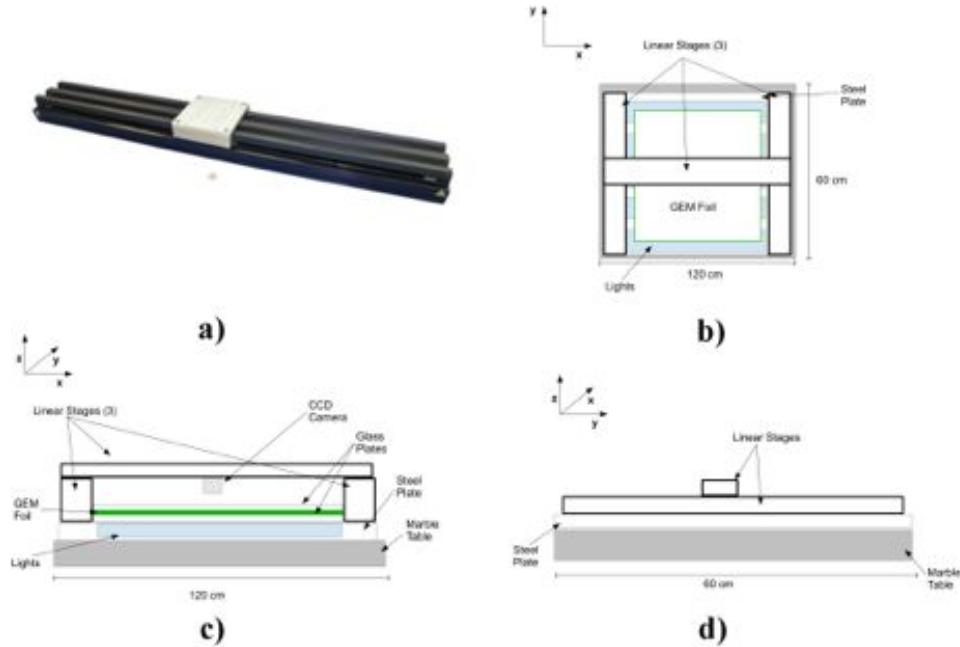 a)
y
x
Linear Stages (3)
Steel
Plate
60 cm
GEM Foil
120 cm
Lights
b)
z
y
x
Linear Stages (3)
CCD
Camera
Glass
Plates
Steel
Plate
GEM
Foil
Marble
Table
Lights
120 cm
c)
z
x
y
Linear Stages
Steel
Plate
Marble
Table
60 cm
d)